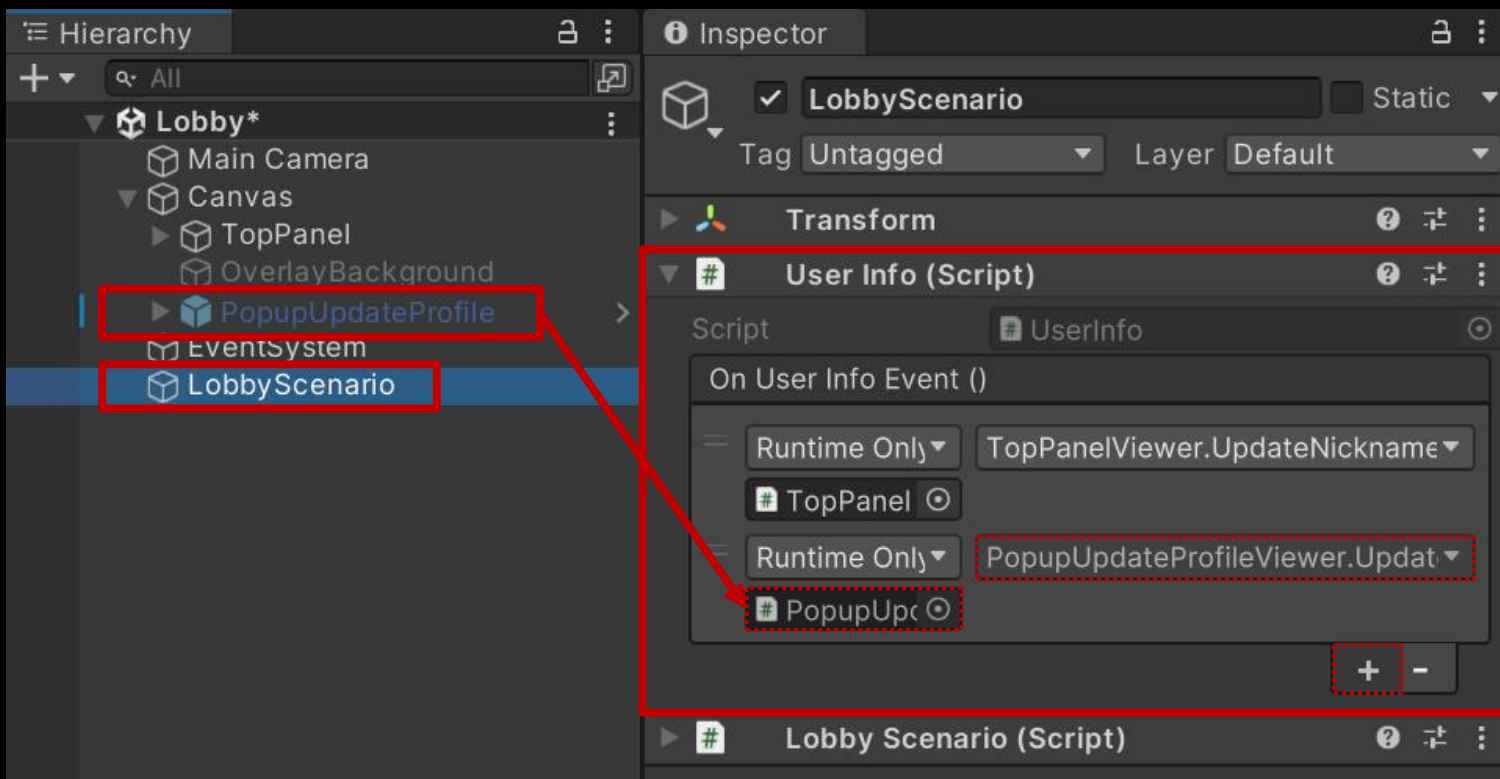 Hierarchy
All
Lobby*
Main Camera
Canvas
TopPanel
OverlayBackground
PopupUpdateProfile
EventSystem
LobbyScenario
Inspector
LobbyScenario
Static
Tag Untagged
Layer Default
Transform
User Info (Script)
Script
UserInfo
On User Info Event ()
Runtime Only
TopPanelViewer.UpdateNickname
TopPanel
Runtime Only
PopupUpdateProfileViewer.Updat
PopupUpd
+ -
Lobby Scenario (Script)